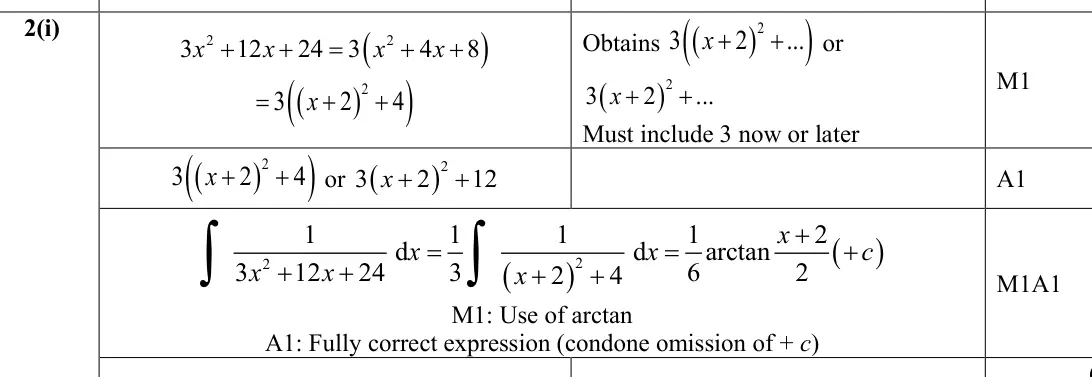 2(i)
3x² + 12x + 24 = 3(x² + 4x + 8)
= 3((x + 2)² + 4)
Obtains 3((x + 2)² + ...) or
3(x + 2)² + ...
Must include 3 now or later
M1
3((x + 2)² + 4) or 3(x + 2)² + 12
A1
∫ 1/(3x² + 12x + 24) dx = 1/3 ∫ 1/((x + 2)² + 4) dx = 1/6 arctan (x + 2)/2 (+c)
M1: Use of arctan
A1: Fully correct expression (condone omission of + c)
M1A1